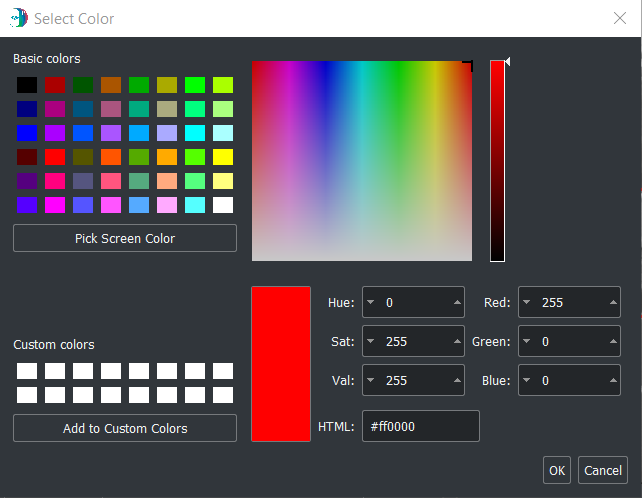 Select Color
Basic colors
Pick Screen Color
Hue: 0 Red: 255
Sat: 255 Green: 0
Val: 255 Blue: 0
HTML: #ff0000
Custom colors
Add to Custom Colors
OK Cancel